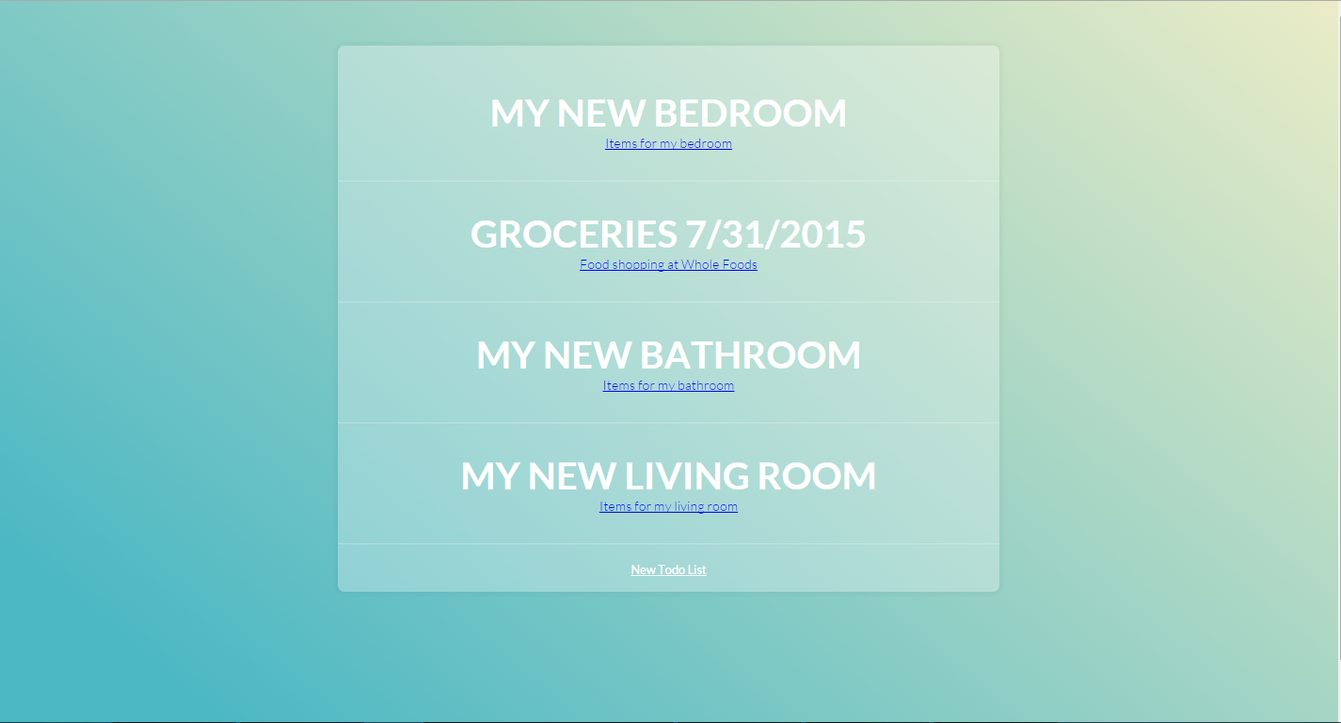 MY NEW BEDROOM
Items for my bedroom
GROCERIES 7/31/2015
Food shopping at Whole Foods
MY NEW BATHROOM
Items for my bathroom
MY NEW LIVING ROOM
Items for my living room
New Todo List